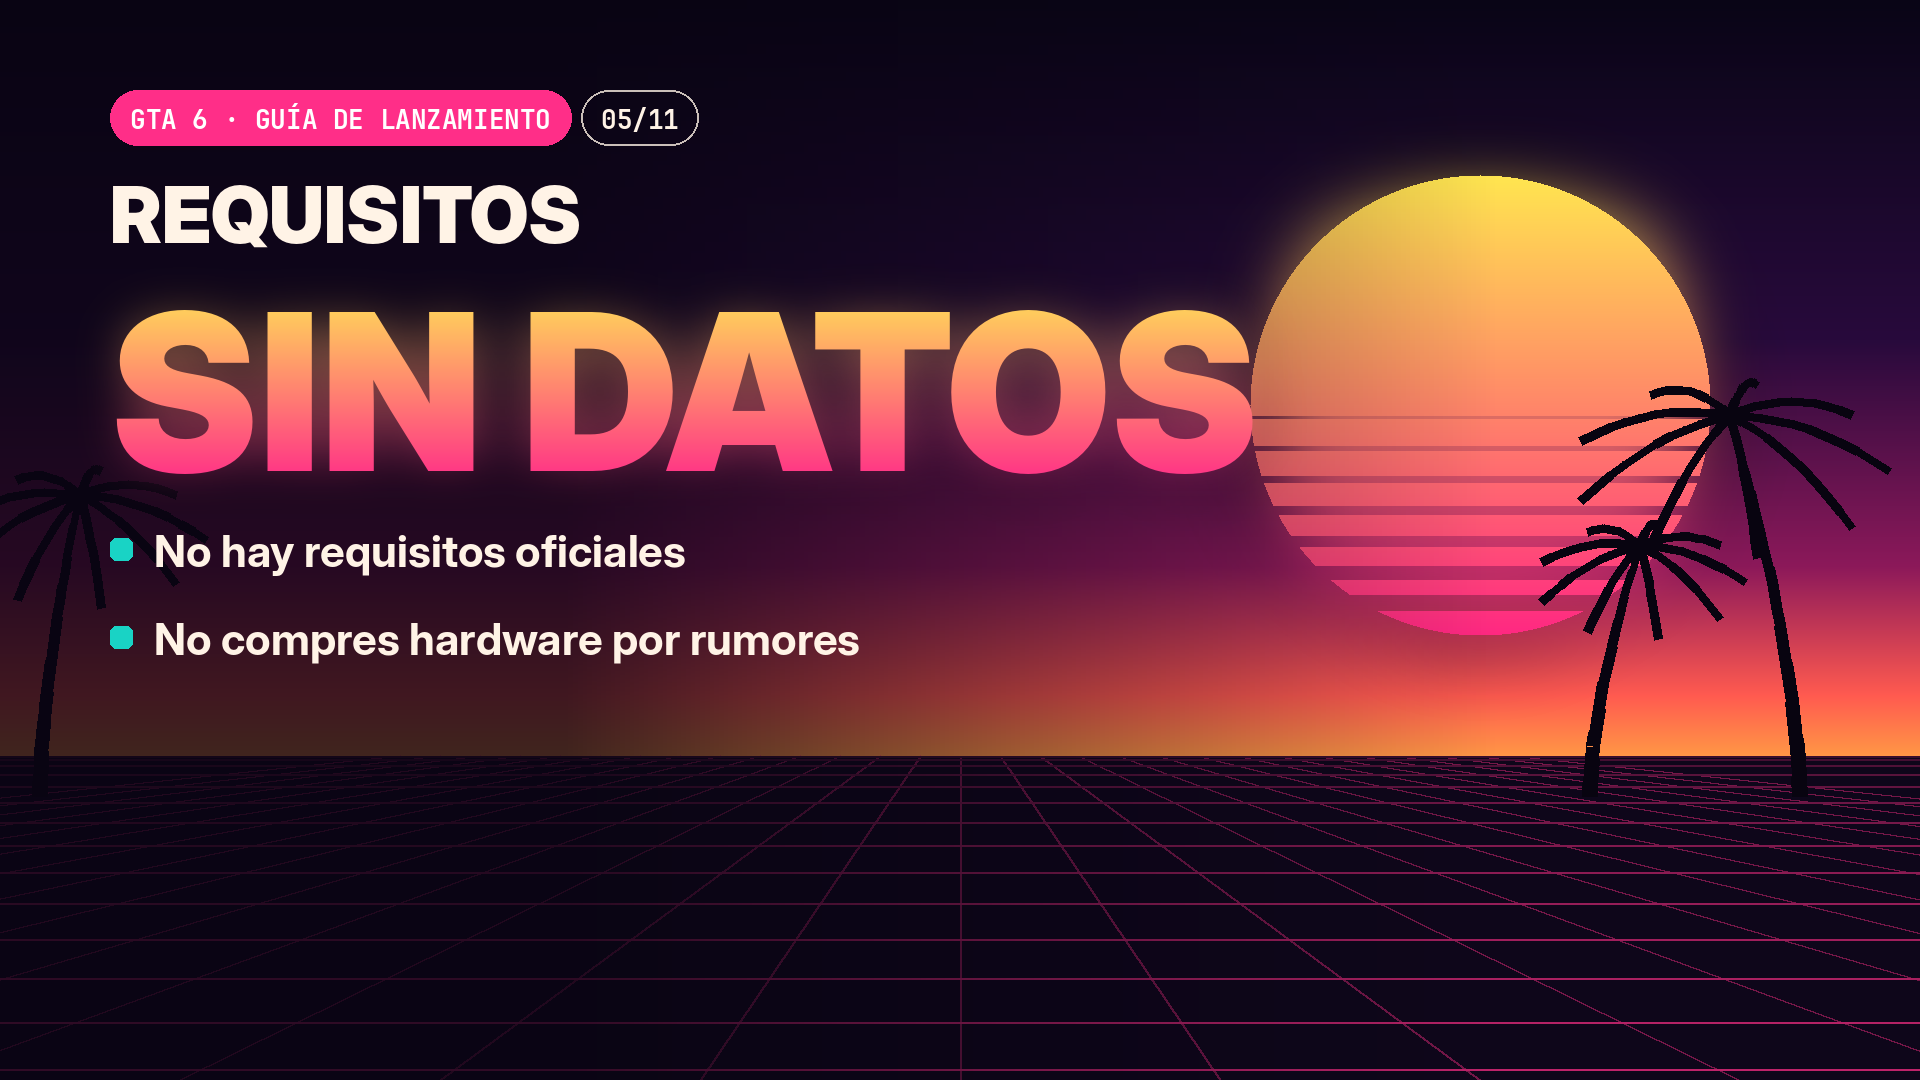 GTA 6 · GUÍA DE LANZAMIENTO 05/11
REQUISITOS
SIN DATOS
No hay requisitos oficiales
No compres hardware por rumores